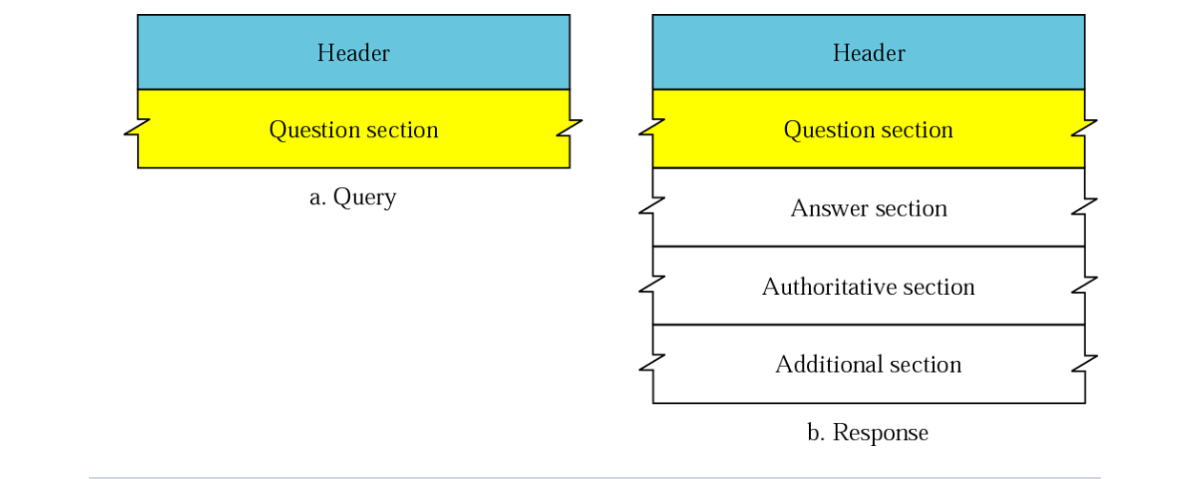 Header
Question section
a. Query
Header
Question section
Answer section
Authoritative section
Additional section
b. Response